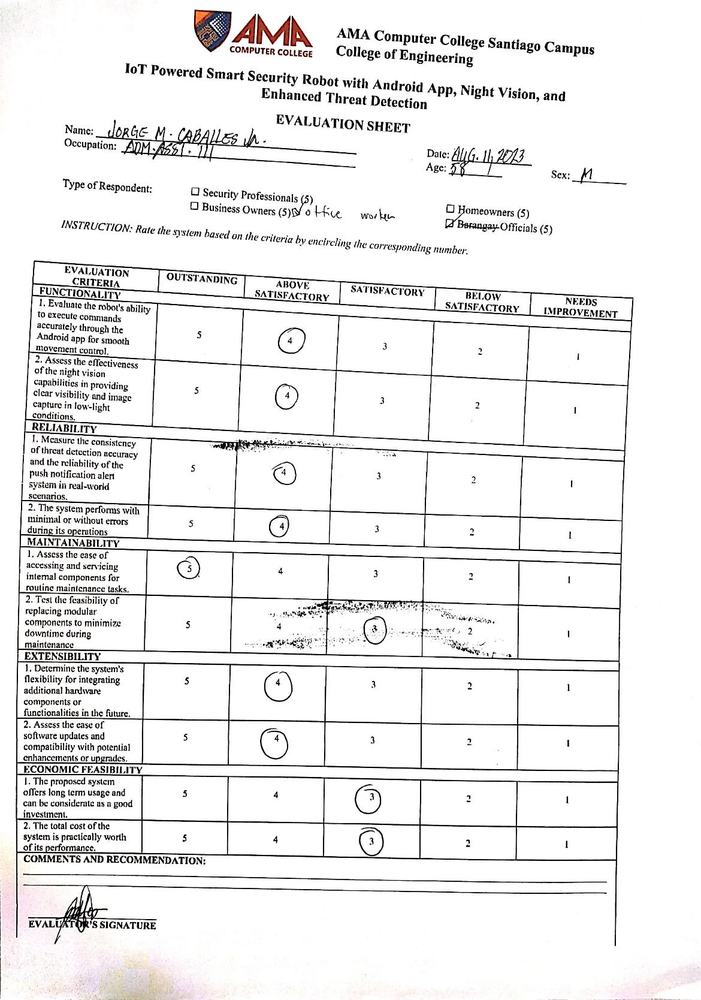 AMA
COMPUTER COLLEGE
AMA Computer College Santiago Campus
College of Engineering
IoT Powered Smart Security Robot with Android App, Night Vision, and
Enhanced Threat Detection
EVALUATION SHEET
Name: JORGE M. CABALLES Jr.
Occupation: ADM. ASST. III
Date: AUG. 11, 2023
Age: 58
Sex: M
Type of Respondent:
☐ Security Professionals (5)
☐ Business Owners (5) ☑ office worker
☐ Homeowners (5)
☑ Barangay Officials (5)
INSTRUCTION: Rate the system based on the criteria by encircling the corresponding number.
EVALUATION CRITERIA OUTSTANDING ABOVE SATISFACTORY SATISFACTORY BELOW SATISFACTORY NEEDS IMPROVEMENT
FUNCTIONALITY
1. Evaluate the robot's ability
to execute commands
accurately through the
Android app for smooth
movement control.
5 4 3 2 1
2. Assess the effectiveness
of the night vision
capabilities in providing
clear visibility and image
capture in low-light
conditions.
5 4 3 2 1
RELIABILITY
1. Measure the consistency
of threat detection accuracy
and the reliability of the
push notification alert
system in real-world
scenarios.
5 4 3 2 1
2. The system performs with
minimal or without errors
during its operations
5 4 3 2 1
MAINTAINABILITY
1. Assess the ease of
accessing and servicing
internal components for
routine maintenance tasks.
5 4 3 2 1
2. Test the feasibility of
replacing modular
components to minimize
downtime during
maintenance
5 4 3 2 1
EXTENSIBILITY
1. Determine the system's
flexibility for integrating
additional hardware
components or
functionalities in the future.
5 4 3 2 1
2. Assess the ease of
software updates and
compatibility with potential
enhancements or upgrades.
5 4 3 2 1
ECONOMIC FEASIBILITY
1. The proposed system
offers long term usage and
can be considerate as a good
investment.
5 4 3 2 1
2. The total cost of the
system is practically worth
of its performance.
5 4 3 2 1
COMMENTS AND RECOMMENDATION:
EVALUATOR'S SIGNATURE